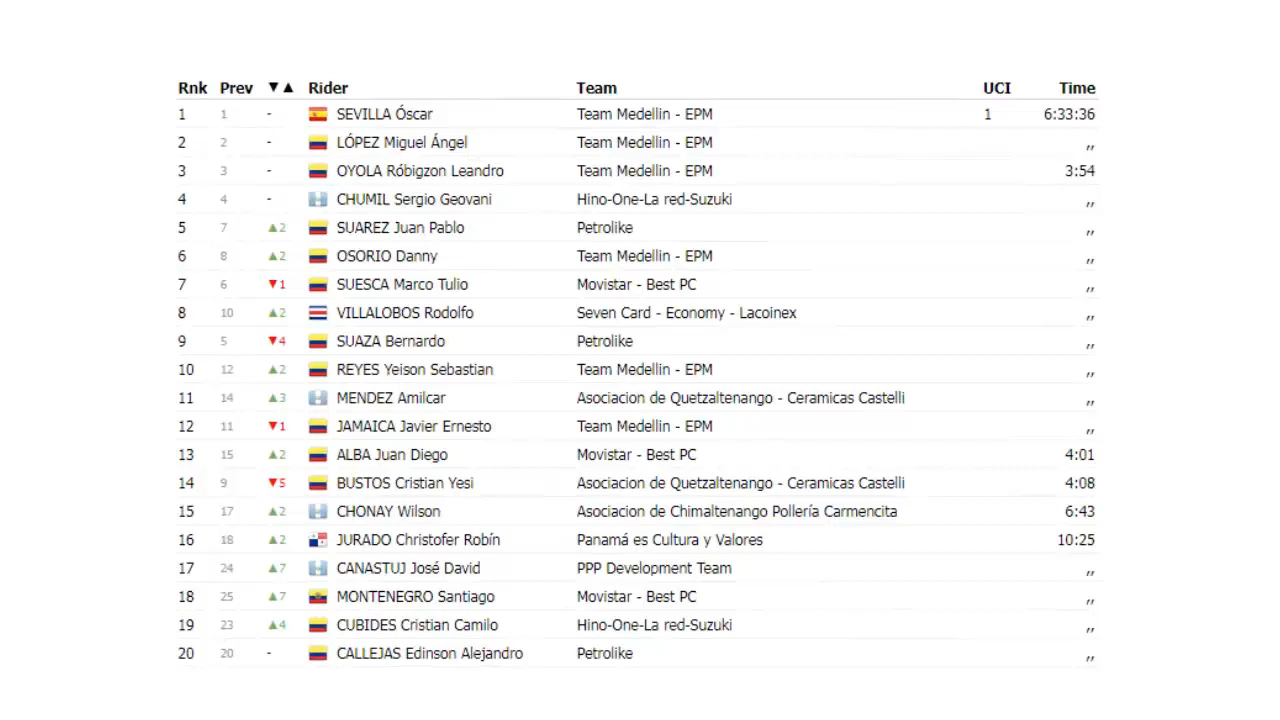 Rnk Prev ▼▲ Rider Team UCI Time
1 1 - SEVILLA Óscar Team Medellin - EPM 1 6:33:36
2 2 - LÓPEZ Miguel Ángel Team Medellin - EPM ,,
3 3 - OYOLA Róbigzon Leandro Team Medellin - EPM 3:54
4 4 - CHUMIL Sergio Geovani Hino-One-La red-Suzuki ,,
5 7 ▲2 SUAREZ Juan Pablo Petrolike ,,
6 8 ▲2 OSORIO Danny Team Medellin - EPM ,,
7 6 ▼1 SUESCA Marco Tulio Movistar - Best PC ,,
8 10 ▲2 VILLALOBOS Rodolfo Seven Card - Economy - Lacoinex ,,
9 5 ▼4 SUAZA Bernardo Petrolike ,,
10 12 ▲2 REYES Yeison Sebastian Team Medellin - EPM ,,
11 14 ▲3 MENDEZ Amilcar Asociacion de Quetzaltenango - Ceramicas Castelli ,,
12 11 ▼1 JAMAICA Javier Ernesto Team Medellin - EPM ,,
13 15 ▲2 ALBA Juan Diego Movistar - Best PC 4:01
14 9 ▼5 BUSTOS Cristian Yesi Asociacion de Quetzaltenango - Ceramicas Castelli 4:08
15 17 ▲2 CHONAY Wilson Asociacion de Chimaltenango Pollería Carmencita 6:43
16 18 ▲2 JURADO Christofer Robín Panamá es Cultura y Valores 10:25
17 24 ▲7 CANASTUJ José David PPP Development Team ,,
18 25 ▲7 MONTENEGRO Santiago Movistar - Best PC ,,
19 23 ▲4 CUBIDES Cristian Camilo Hino-One-La red-Suzuki ,,
20 20 - CALLEJAS Edinson Alejandro Petrolike ,,